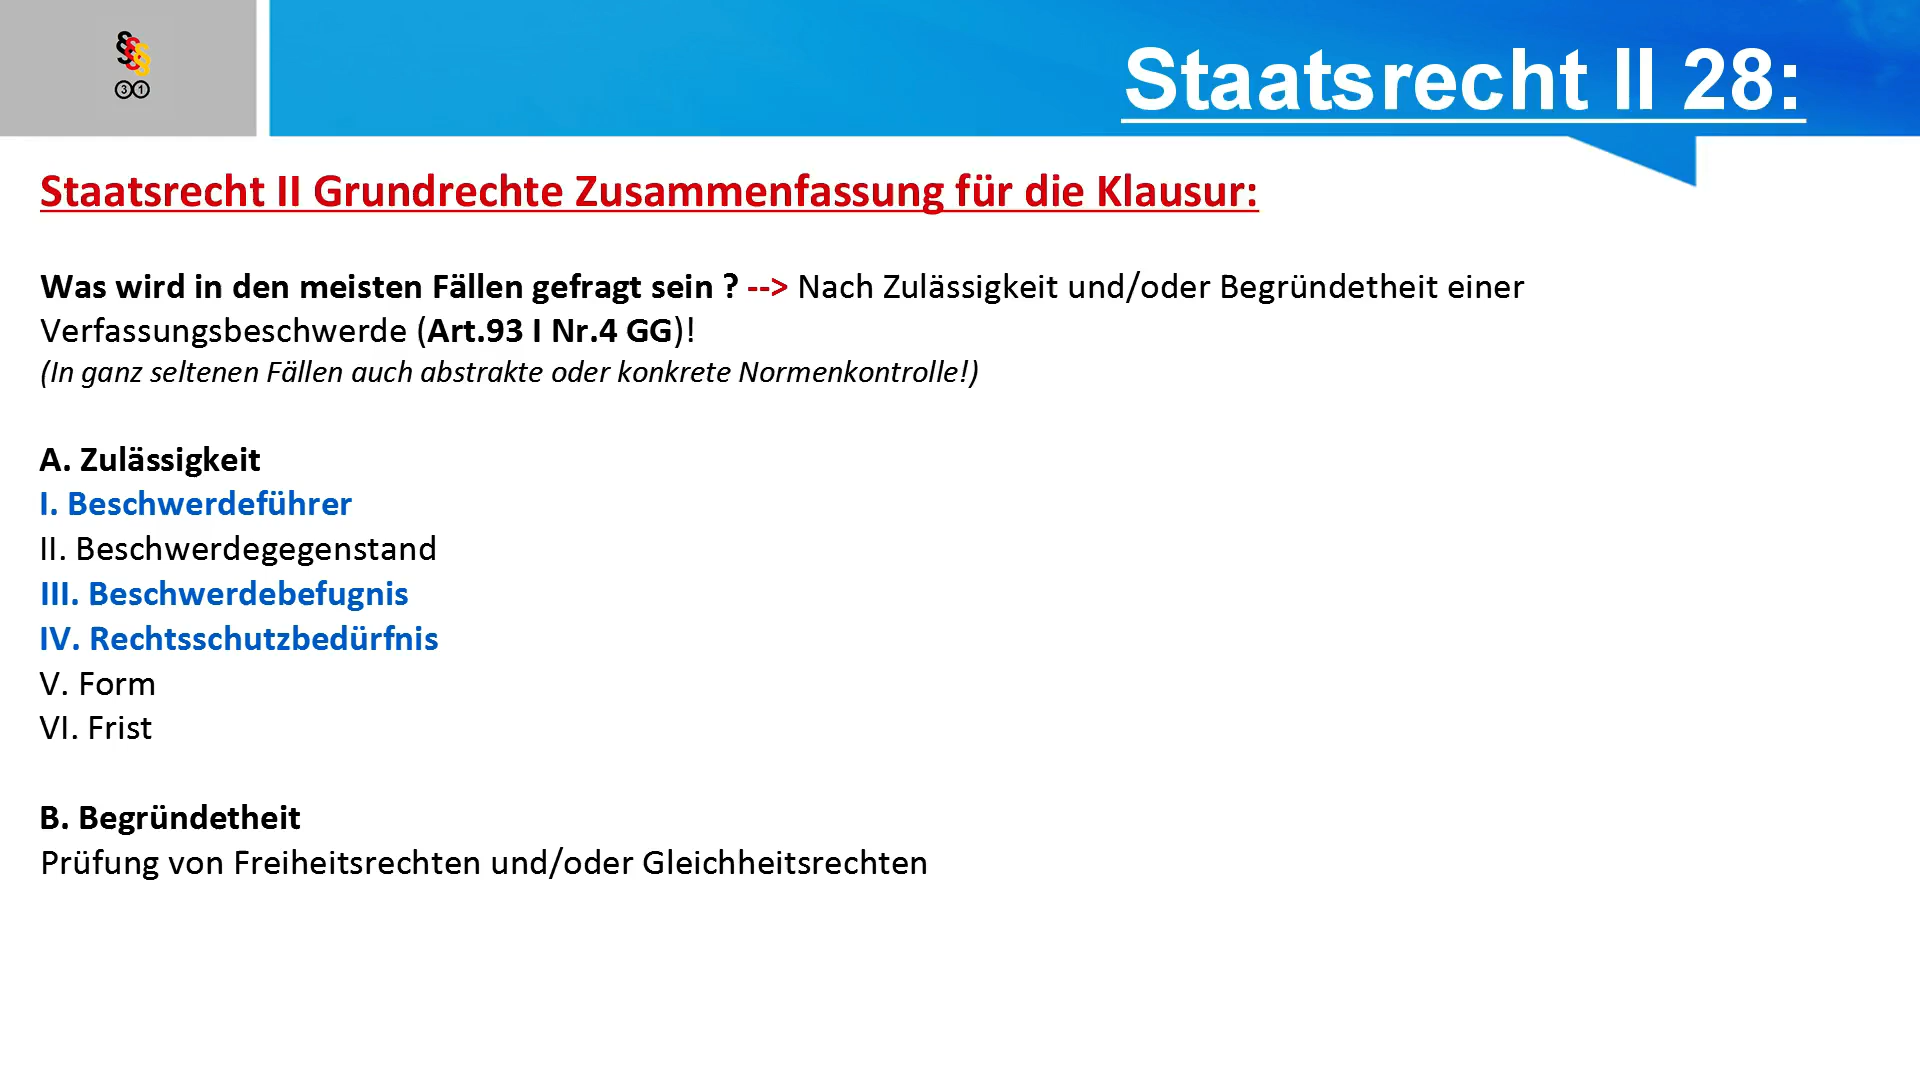 §§§
31
Staatsrecht II 28:
Staatsrecht II Grundrechte Zusammenfassung für die Klausur:
Was wird in den meisten Fällen gefragt sein ? --> Nach Zulässigkeit und/oder Begründetheit einer
Verfassungsbeschwerde (Art.93 I Nr.4 GG)!
(In ganz seltenen Fällen auch abstrakte oder konkrete Normenkontrolle!)
A. Zulässigkeit
I. Beschwerdeführer
II. Beschwerdegegenstand
III. Beschwerdebefugnis
IV. Rechtsschutzbedürfnis
V. Form
VI. Frist
B. Begründetheit
Prüfung von Freiheitsrechten und/oder Gleichheitsrechten